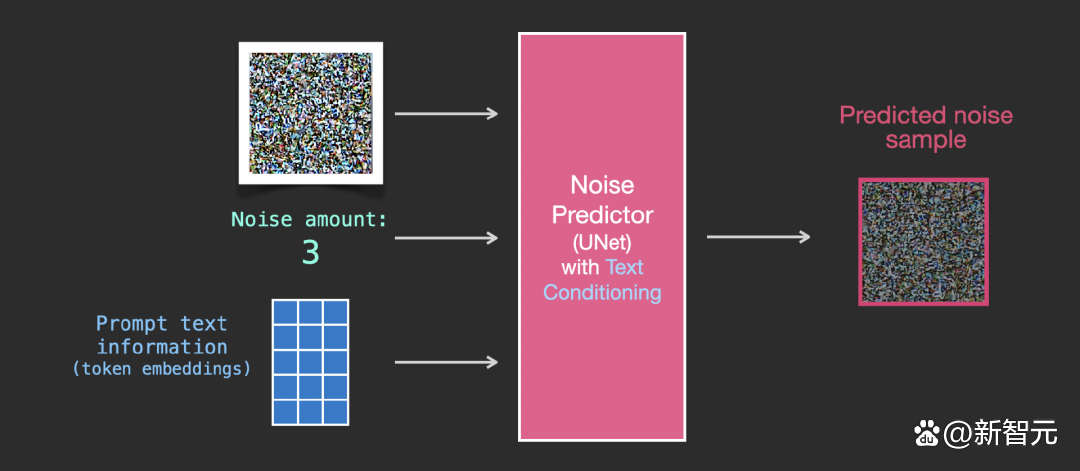 Noise amount:
3
Prompt text
information
(token embeddings)
Noise
Predictor
(UNet)
with Text
Conditioning
Predicted noise
sample
du @新智元